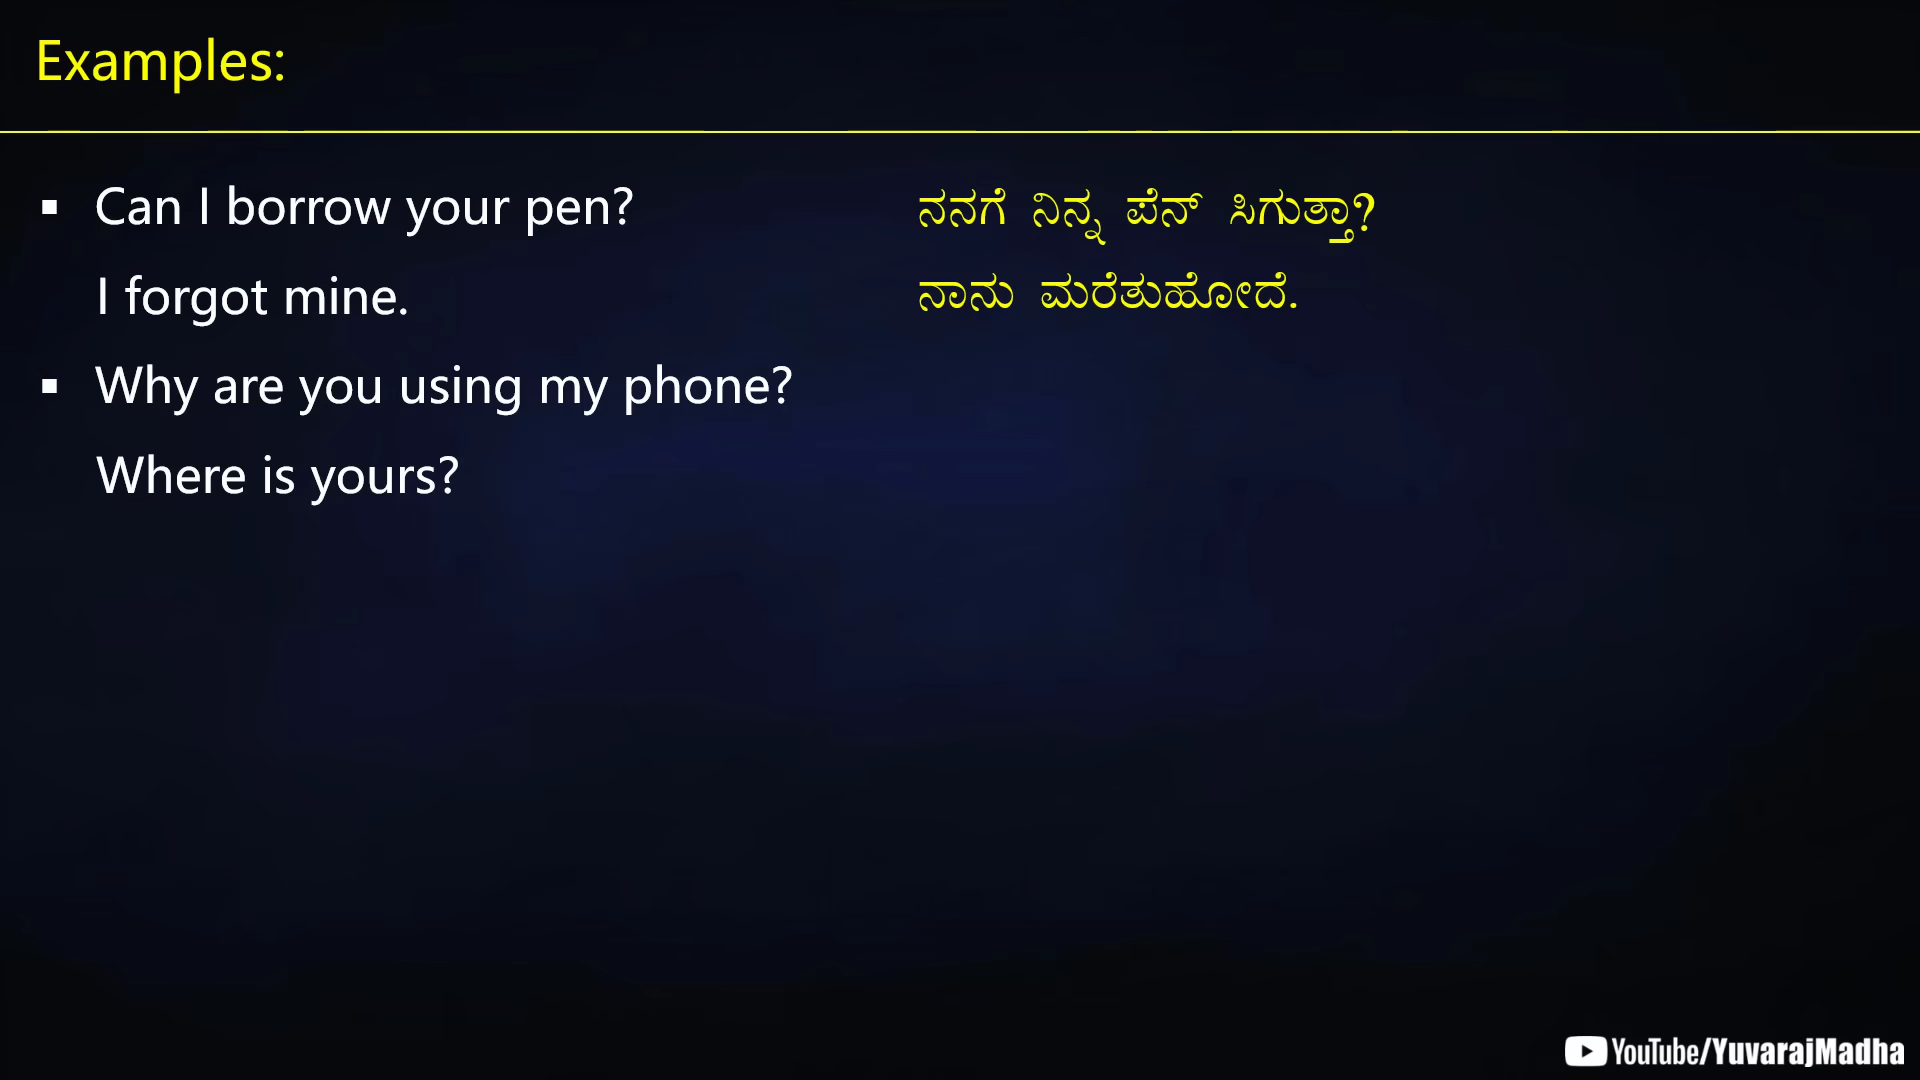 Examples:
▪ Can I borrow your pen? ನನಗೆ ನಿನ್ನ ಪೆನ್ ಸಿಗುತ್ತಾ?
I forgot mine. ನಾನು ಮರೆತುಹೋದೆ.
▪ Why are you using my phone?
Where is yours?
YouTube/YuvarajMadha